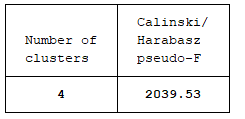 Number of clusters
Calinski/
Harabasz
pseudo-F
4 2039.53